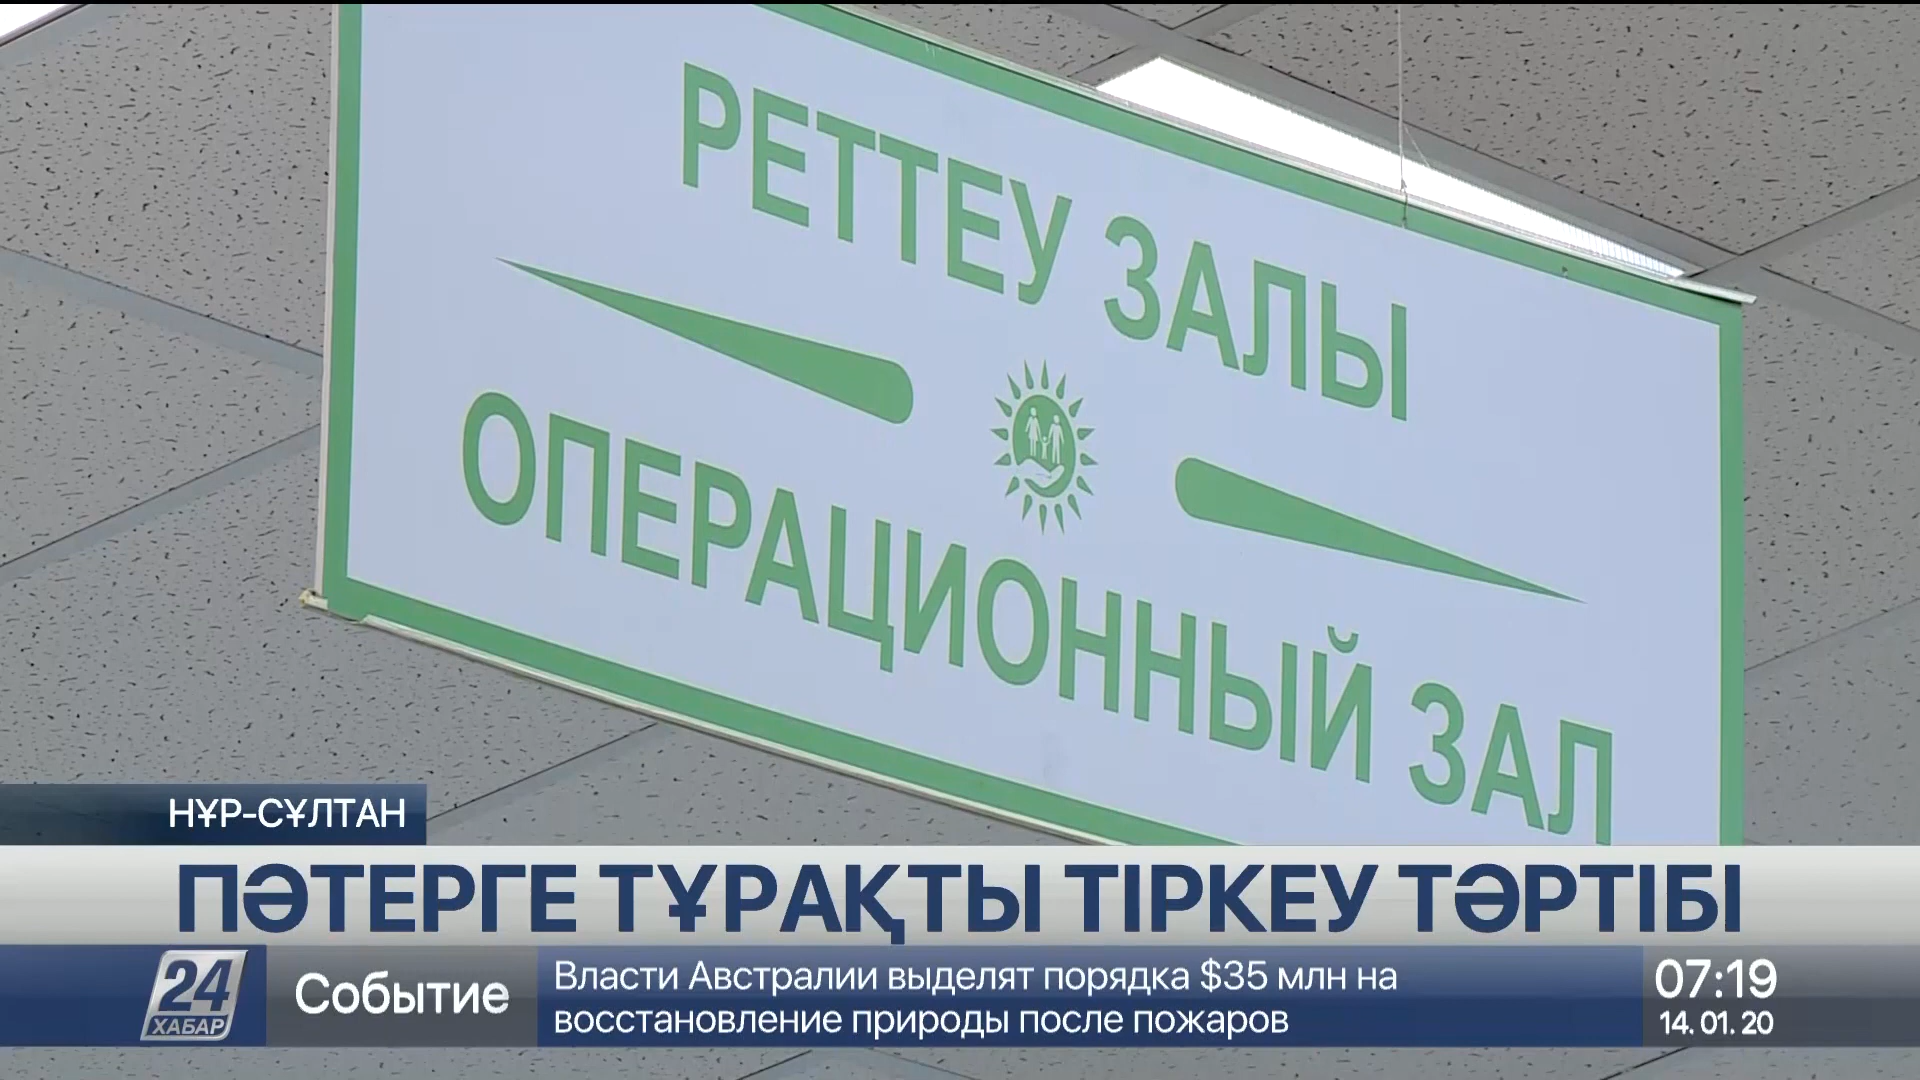 РЕТТЕУ ЗАЛЫ
ОПЕРАЦИОННЫЙ ЗАЛ
НҰР-СҰЛТАН
ПӘТЕРГЕ ТҰРАҚТЫ ТІРКЕУ ТӘРТІБІ
24
ХАБАР
Событие
Власти Австралии выделят порядка $35 млн на
восстановление природы после пожаров
07:19
14. 01. 20